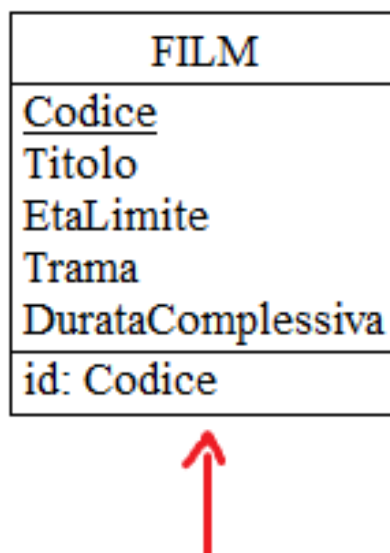 FILM
Codice
Titolo
EtaLimite
Trama
DurataComplessiva
id: Codice